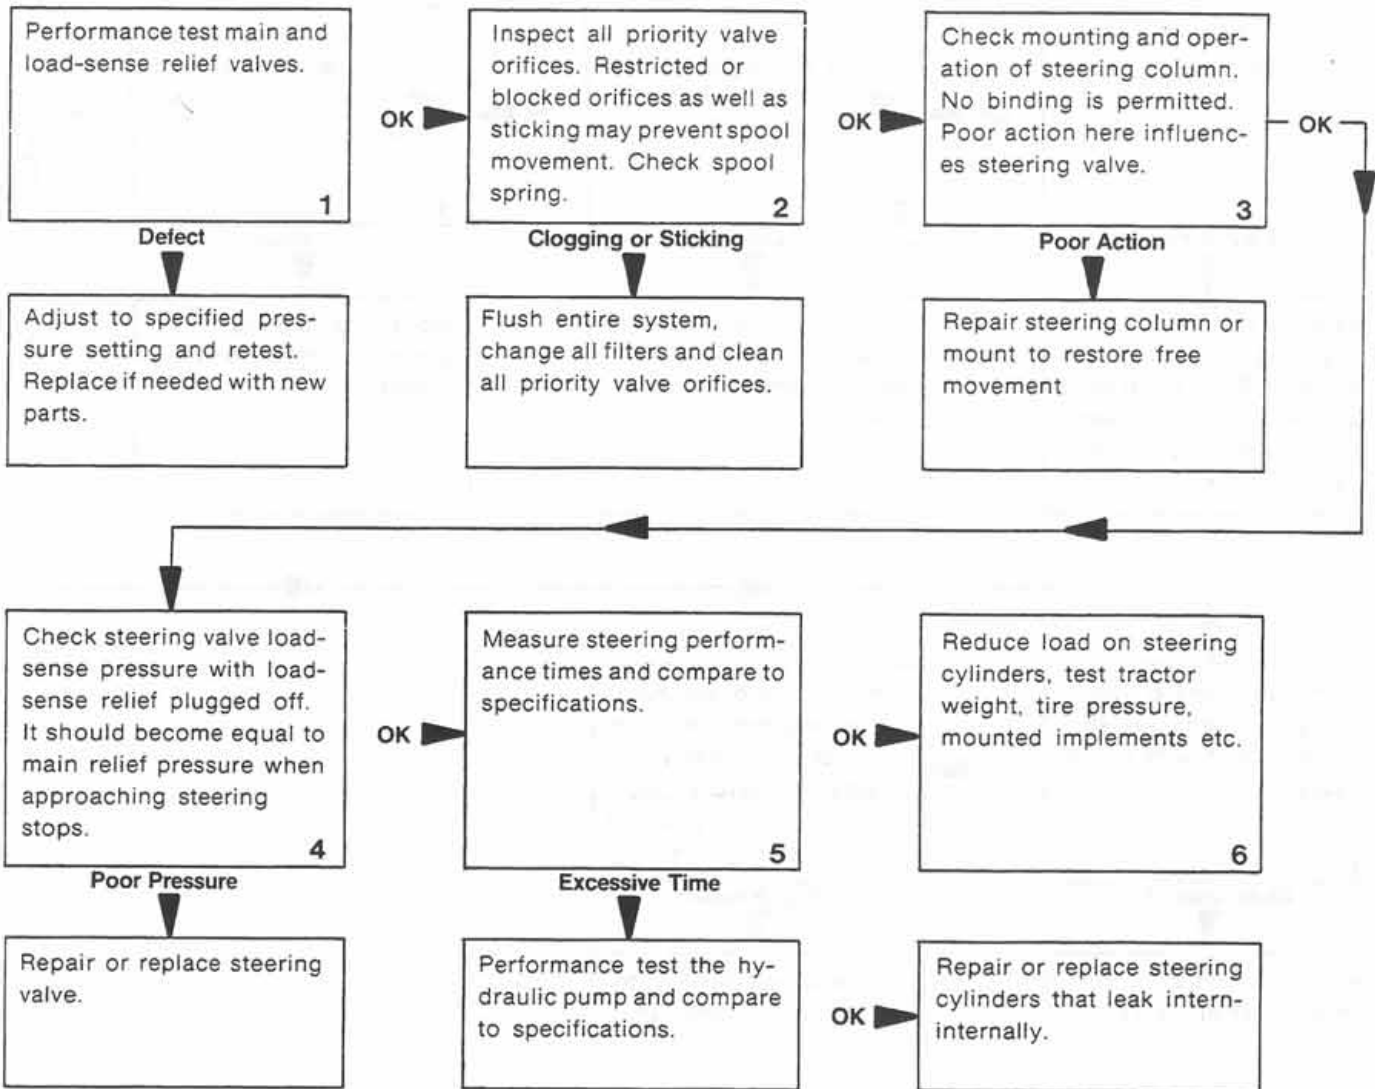 Performance test main and
load-sense relief valves.
1
OK
Inspect all priority valve
orifices. Restricted or
blocked orifices as well as
sticking may prevent spool
movement. Check spool
spring.
2
OK
Check mounting and oper-
ation of steering column.
No binding is permitted.
Poor action here influenc-
es steering valve.
3
OK
Defect
Clogging or Sticking
Poor Action
Adjust to specified pres-
sure setting and retest.
Replace if needed with new
parts.
Flush entire system,
change all filters and clean
all priority valve orifices.
Repair steering column or
mount to restore free
movement
Check steering valve load-
sense pressure with load-
sense relief plugged off.
It should become equal to
main relief pressure when
approaching steering
stops.
4
OK
Measure steering perform-
ance times and compare to
specifications.
5
OK
Reduce load on steering
cylinders, test tractor
weight, tire pressure,
mounted implements etc.
6
Poor Pressure
Excessive Time
Repair or replace steering
valve.
Performance test the hy-
draulic pump and compare
to specifications.
OK
Repair or replace steering
cylinders that leak intern-
internally.